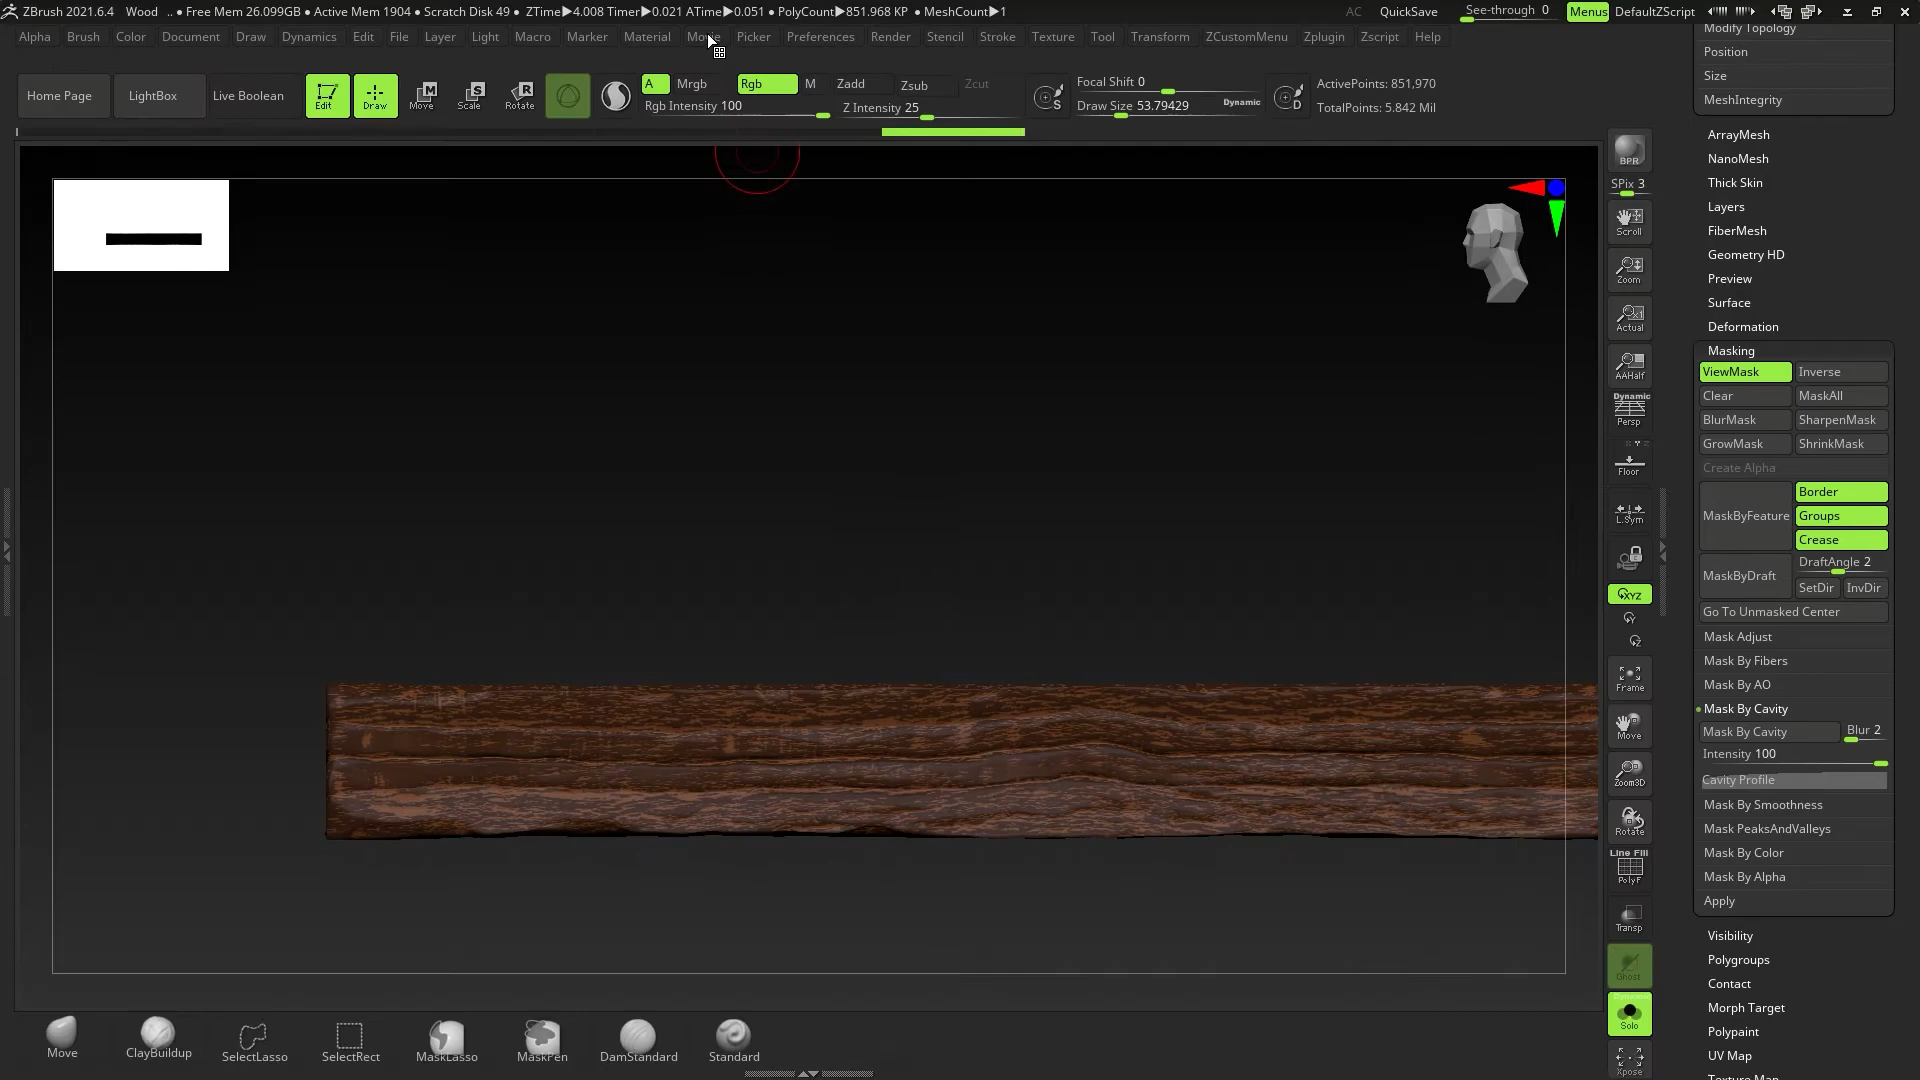 ZBrush 2021.6.4 Wood .. • Free Mem 26.099GB • Active Mem 1904 • Scratch Disk 49 • ZTime▶4.008 Timer▶0.021 ATime▶0.051 • PolyCount▶851.968 KP • MeshCount▶1 AC QuickSave See-through 0 Menus DefaultZScript
Alpha Brush Color Document Draw Dynamics Edit File Layer Light Macro Marker Material Movie Picker Preferences Render Stencil Stroke Texture Tool Transform ZCustomMenu Zplugin Zscript Help
Home Page LightBox Live Boolean Edit Draw Move Scale Rotate
M S R
A Mrgb Rgb M Zadd Zsub Zcut
Rgb Intensity 100 Z Intensity 25
S Focal Shift 0
Draw Size 53.79429 Dynamic D
ActivePoints: 851,970
TotalPoints: 5.842 Mil
BPR
SPix 3
Scroll
Zoom
Actual
AAHalf
Dynamic
Persp
Floor
L.Sym
XYZ
Y
Z
Frame
Move
Zoom3D
Rotate
Line Fill
PolyF
Transp
Ghost
Dynamic
Solo
Xpose
Modify Topology
Position
Size
MeshIntegrity
ArrayMesh
NanoMesh
Thick Skin
Layers
FiberMesh
Geometry HD
Preview
Surface
Deformation
Masking
ViewMask Inverse
Clear MaskAll
BlurMask SharpenMask
GrowMask ShrinkMask
Create Alpha
MaskByFeature Border
Groups
Crease
MaskByDraft DraftAngle 2
SetDir InvDir
Go To Unmasked Center
Mask Adjust
Mask By Fibers
Mask By AO
Mask By Cavity
Mask By Cavity Blur 2
Intensity 100
Cavity Profile
Mask By Smoothness
Mask PeaksAndValleys
Mask By Color
Mask By Alpha
Apply
Visibility
Polygroups
Contact
Morph Target
Polypaint
UV Map
Texture Map
Move ClayBuildup SelectLasso SelectRect MaskLasso MaskPen DamStandard Standard